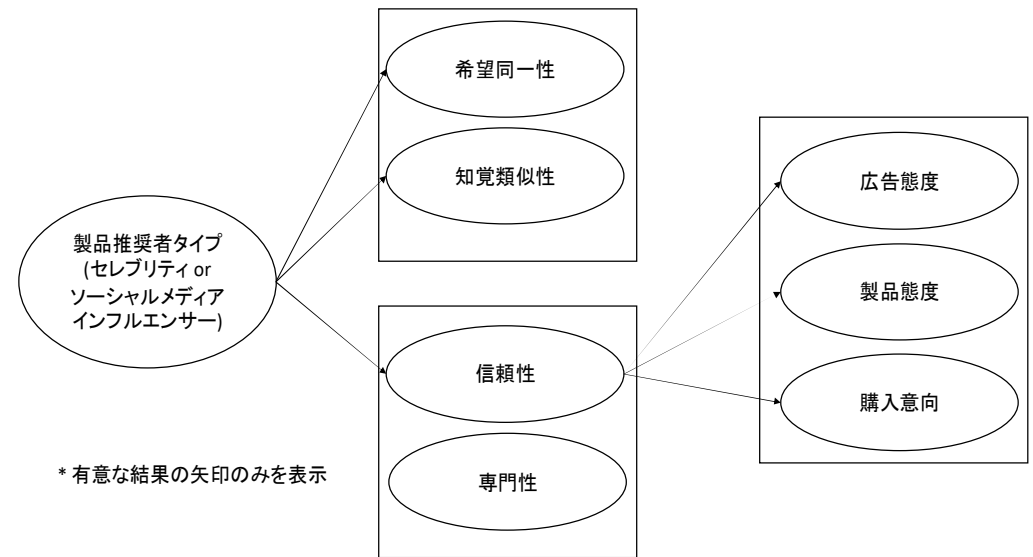 希望同一性
知覚類似性
製品推奨者タイプ
(セレブリティ or
ソーシャルメディア
インフルエンサー)
信頼性
専門性
広告態度
製品態度
購入意向
* 有意な結果の矢印のみを表示